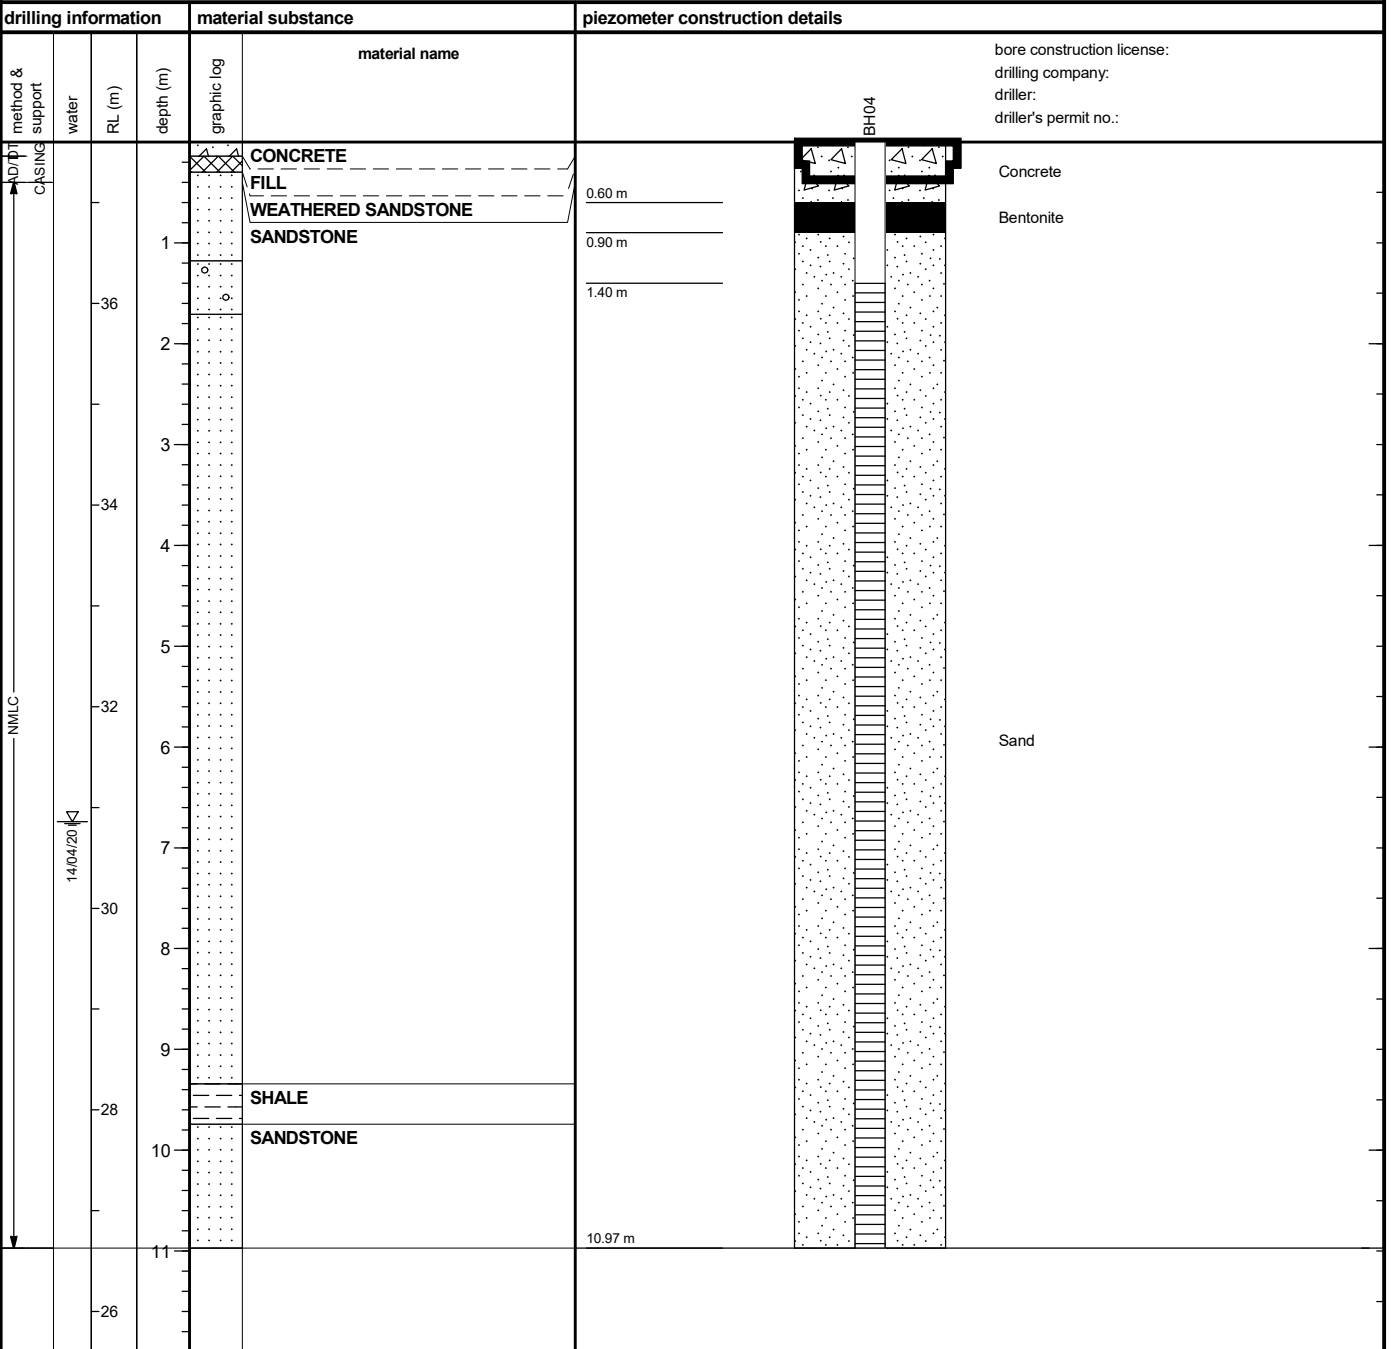 drilling information
material substance
piezometer construction details
method &
support
water
RL (m)
depth (m)
graphic log
material name
BH04
bore construction license:
drilling company:
driller:
driller's permit no.:
AD/DT
CASING
CONCRETE
FILL
WEATHERED SANDSTONE
SANDSTONE
0.60 m
0.90 m
1.40 m
Concrete
Bentonite
1
36
2
3
34
4
5
NMLC
32
6
Sand
14/04/20
7
30
8
9
28
SHALE
SANDSTONE
10
10.97 m
11
26